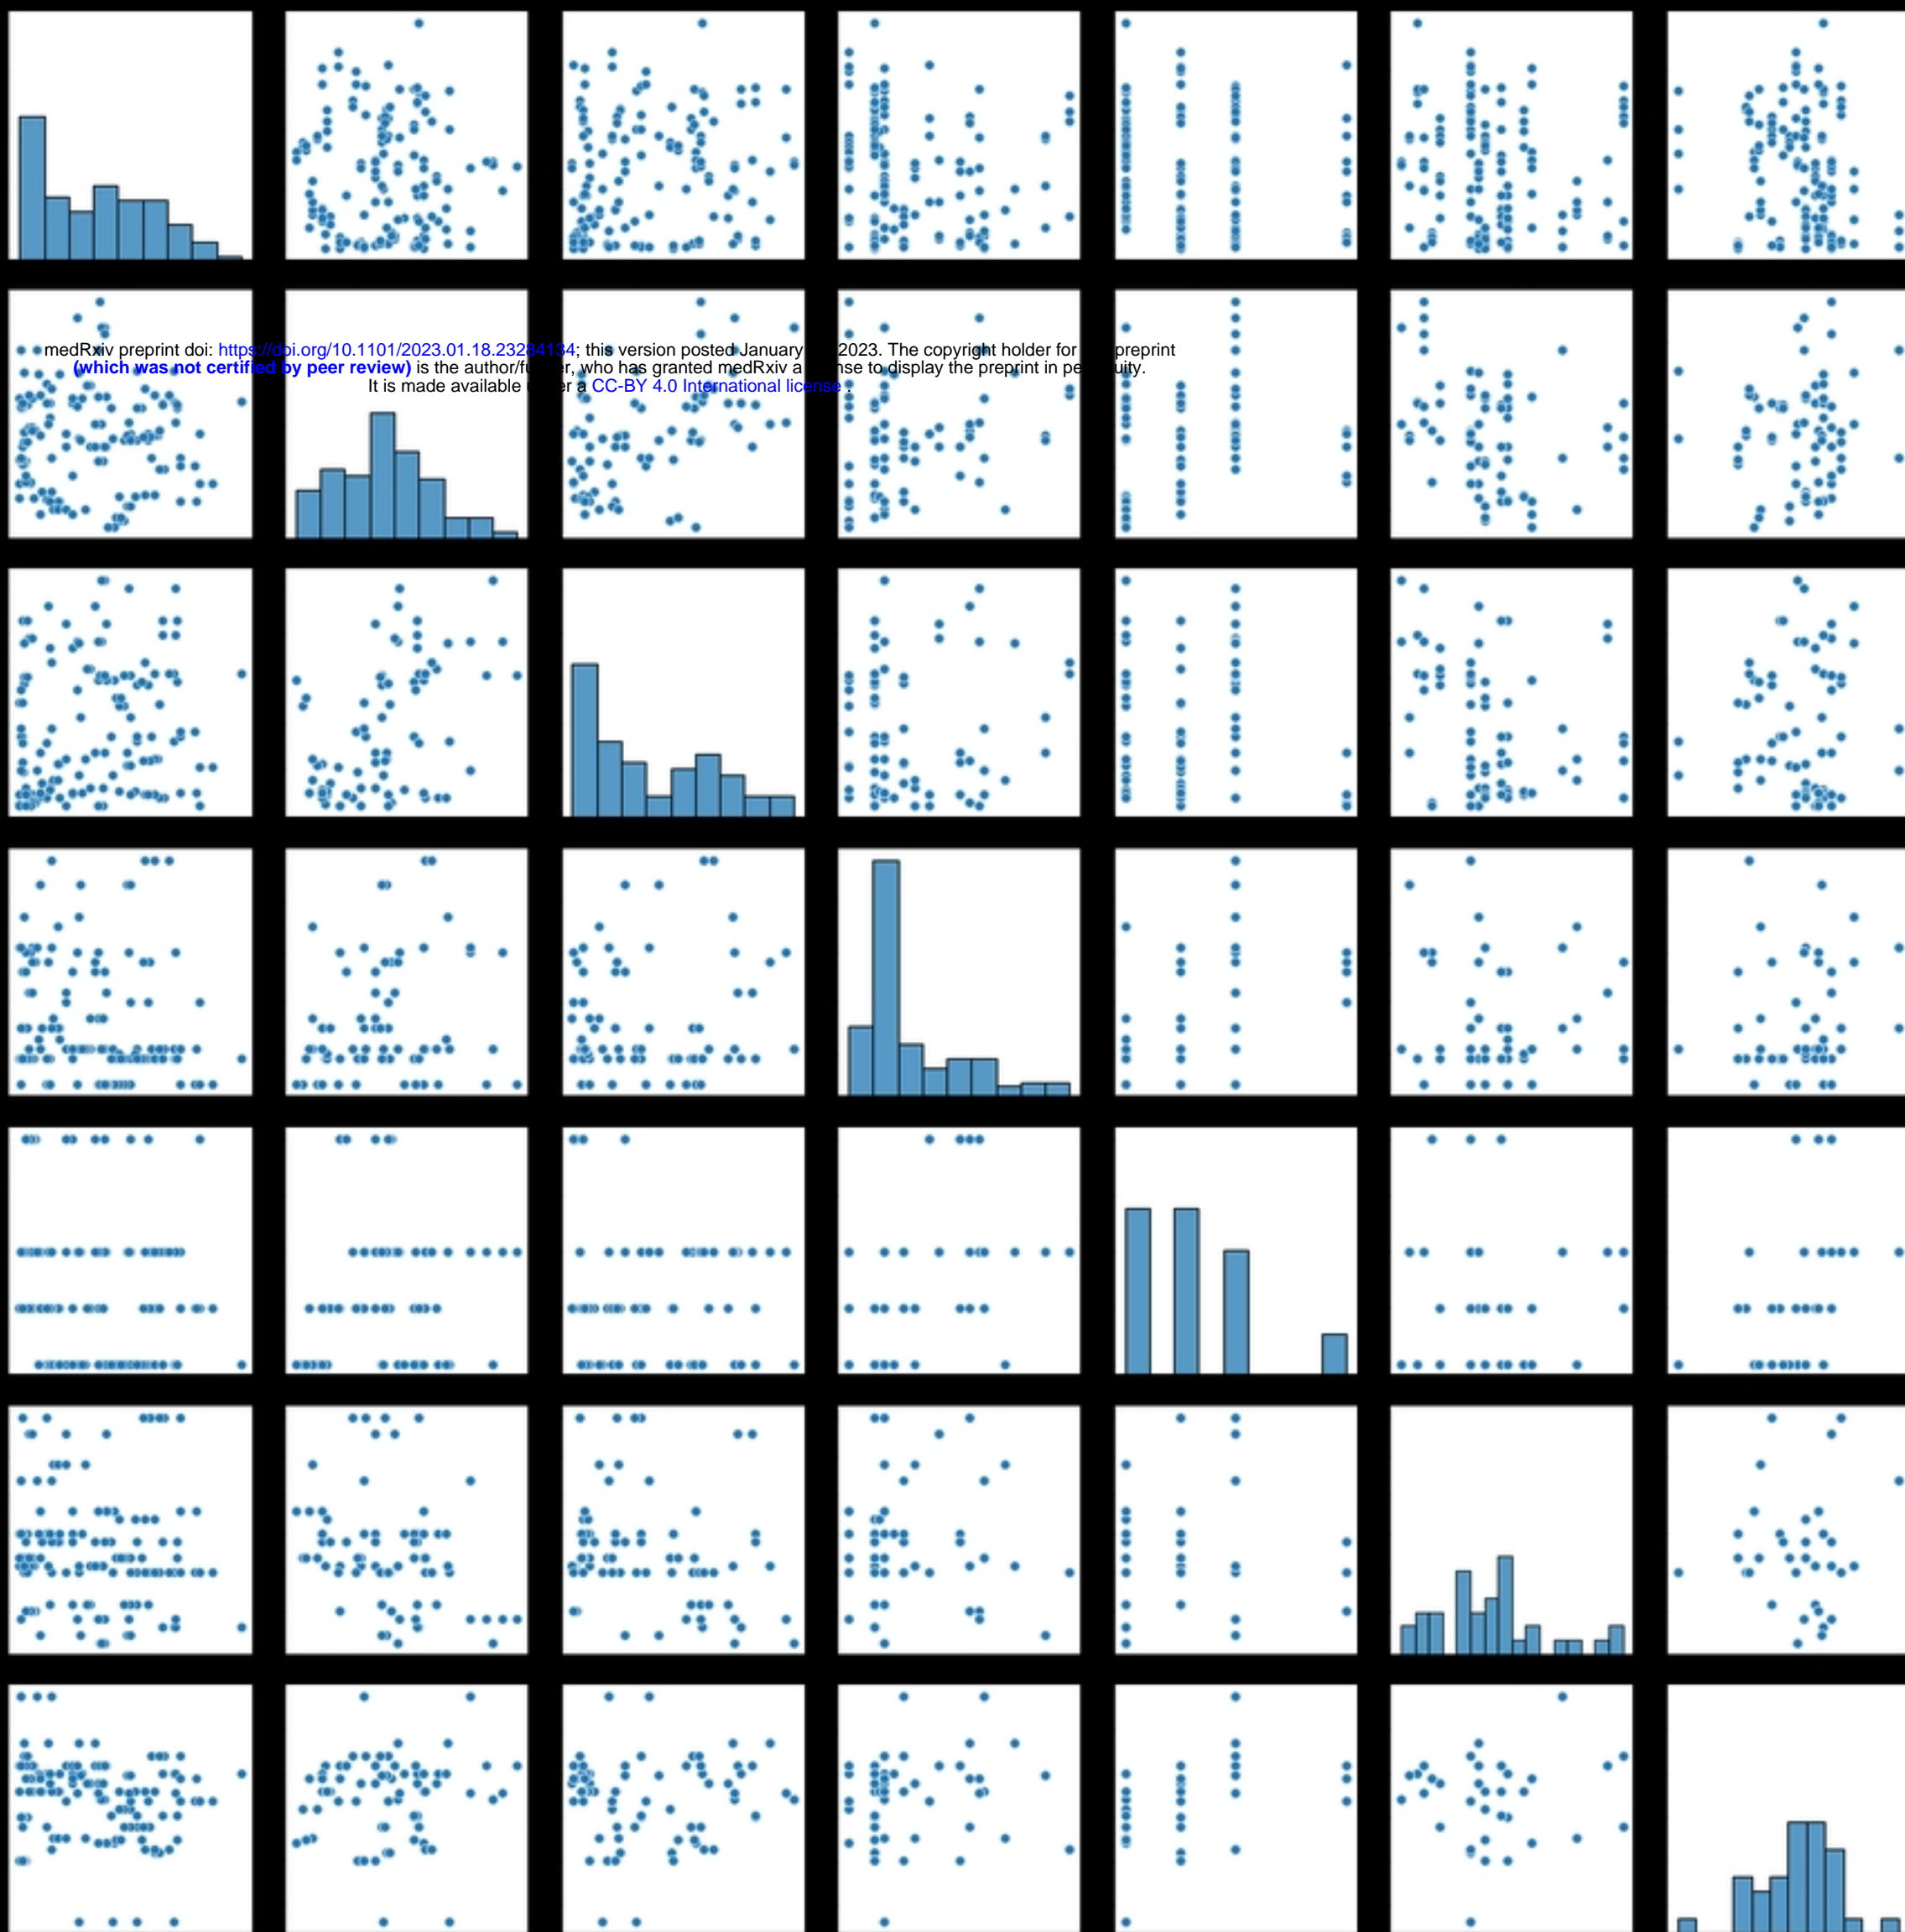 medRxiv preprint doi: https://doi.org/10.1101/2023.01.18.23284134; this version posted January 2023. The copyright holder for preprint
(which was not certified by peer review) is the author/funder, who has granted medRxiv a license to display the preprint in perpetuity.
It is made available under a CC-BY 4.0 International license .